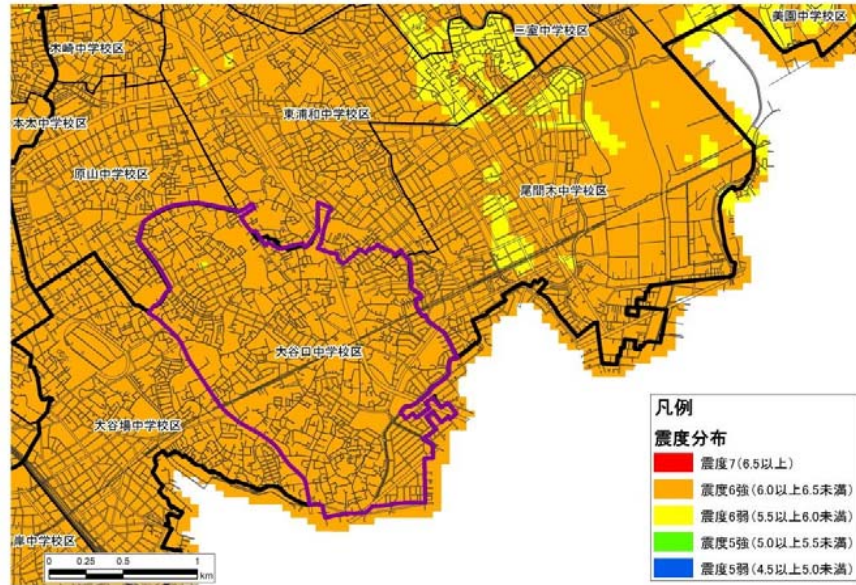 美園中学校区
三室中学校区
木崎中学校区
東浦和中学校区
本太中学校区
原山中学校区
尾間木中学校区
大谷口中学校区
大谷場中学校区
岸中学校区
凡例
震度分布
震度7(6.5以上)
震度6強(6.0以上6.5未満)
震度6弱(5.5以上6.0未満)
震度5強(5.0以上5.5未満)
震度5弱(4.5以上5.0未満)
0 0.25 0.5 1
km